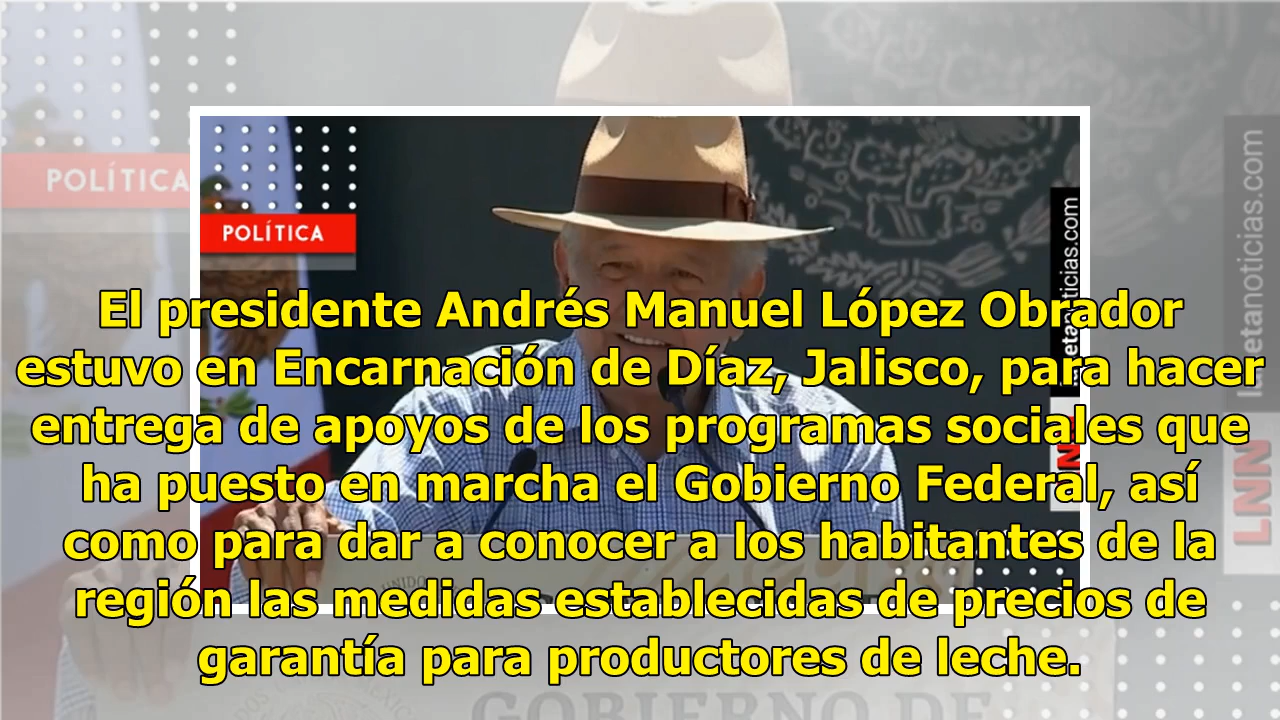 POLÍTICA
POLÍTICA
El presidente Andrés Manuel López Obrador
estuvo en Encarnación de Díaz, Jalisco, para hacer
entrega de apoyos de los programas sociales que
ha puesto en marcha el Gobierno Federal, así
como para dar a conocer a los habitantes de la
región las medidas establecidas de precios de
garantía para productores de leche.
LNN
GOBIERNO DE